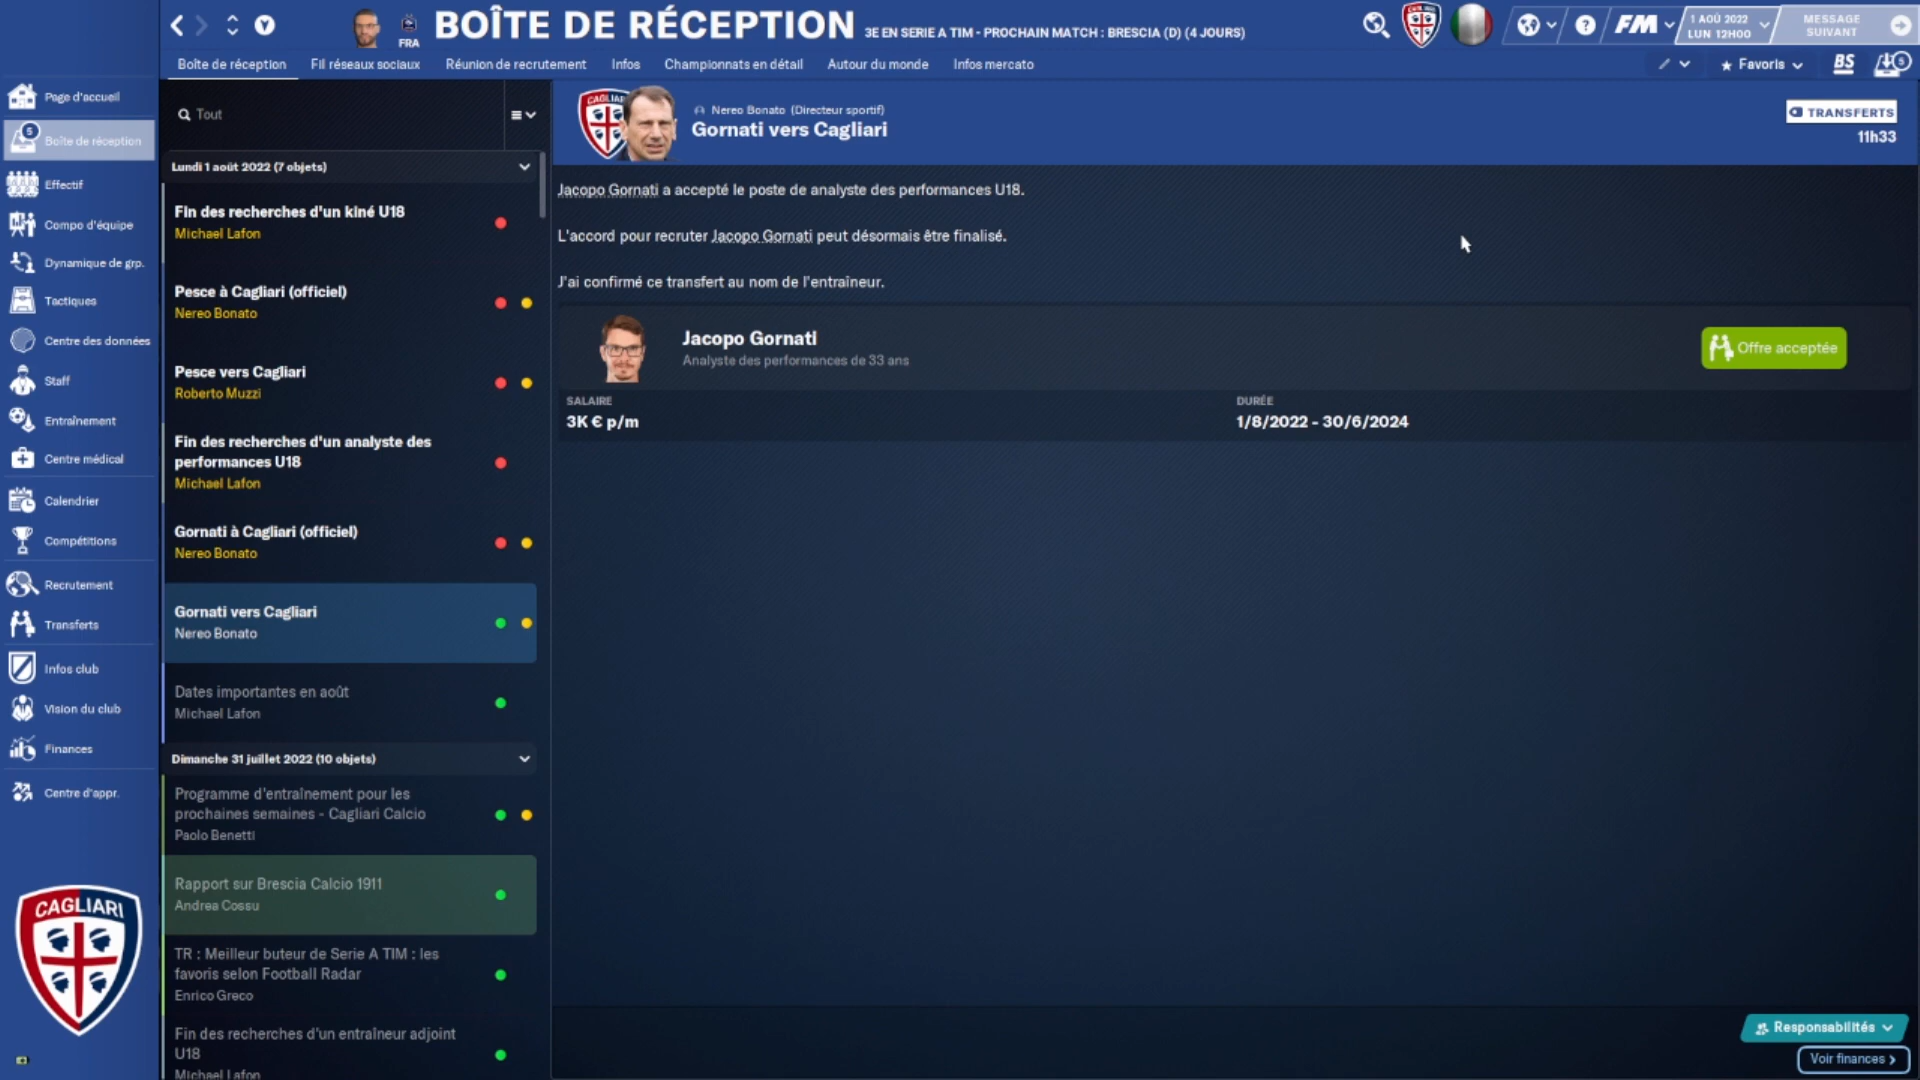 FRA
BOÎTE DE RÉCEPTION
3E EN SERIE A TIM - PROCHAIN MATCH : BRESCIA (D) (4 JOURS)
FM
1 AOÛ 2022
LUN 12H00
MESSAGE
SUIVANT
Boîte de réception
Fil réseaux sociaux
Réunion de recrutement
Infos
Championnats en détail
Autour du monde
Infos mercato
Favoris
BS
5
Page d'accueil
5
Boîte de réception
Effectif
Compo d'équipe
Dynamique de grp.
Tactiques
Centre des données
Staff
Entraînement
Centre médical
Calendrier
Compétitions
Recrutement
Transferts
Infos club
Vision du club
Finances
Centre d'appr.
CAGLIARI
Tout
Lundi 1 août 2022 (7 objets)
Fin des recherches d'un kiné U18
Michael Lafon
Pesce à Cagliari (officiel)
Nereo Bonato
Pesce vers Cagliari
Roberto Muzzi
Fin des recherches d'un analyste des
performances U18
Michael Lafon
Gornati à Cagliari (officiel)
Nereo Bonato
Gornati vers Cagliari
Nereo Bonato
Dates importantes en août
Michael Lafon
Dimanche 31 juillet 2022 (10 objets)
Programme d'entraînement pour les
prochaines semaines - Cagliari Calcio
Paolo Benetti
Rapport sur Brescia Calcio 1911
Andrea Cossu
TR : Meilleur buteur de Serie A TIM : les
favoris selon Football Radar
Enrico Greco
Fin des recherches d'un entraîneur adjoint
U18
Michael Lafon
Nereo Bonato (Directeur sportif)
Gornati vers Cagliari
TRANSFERTS
11h33
Jacopo Gornati a accepté le poste de analyste des performances U18.
L'accord pour recruter Jacopo Gornati peut désormais être finalisé.
J'ai confirmé ce transfert au nom de l'entraîneur.
Jacopo Gornati
Analyste des performances de 33 ans
Offre acceptée
SALAIRE
3K € p/m
DURÉE
1/8/2022 - 30/6/2024
Responsabilités
Voir finances